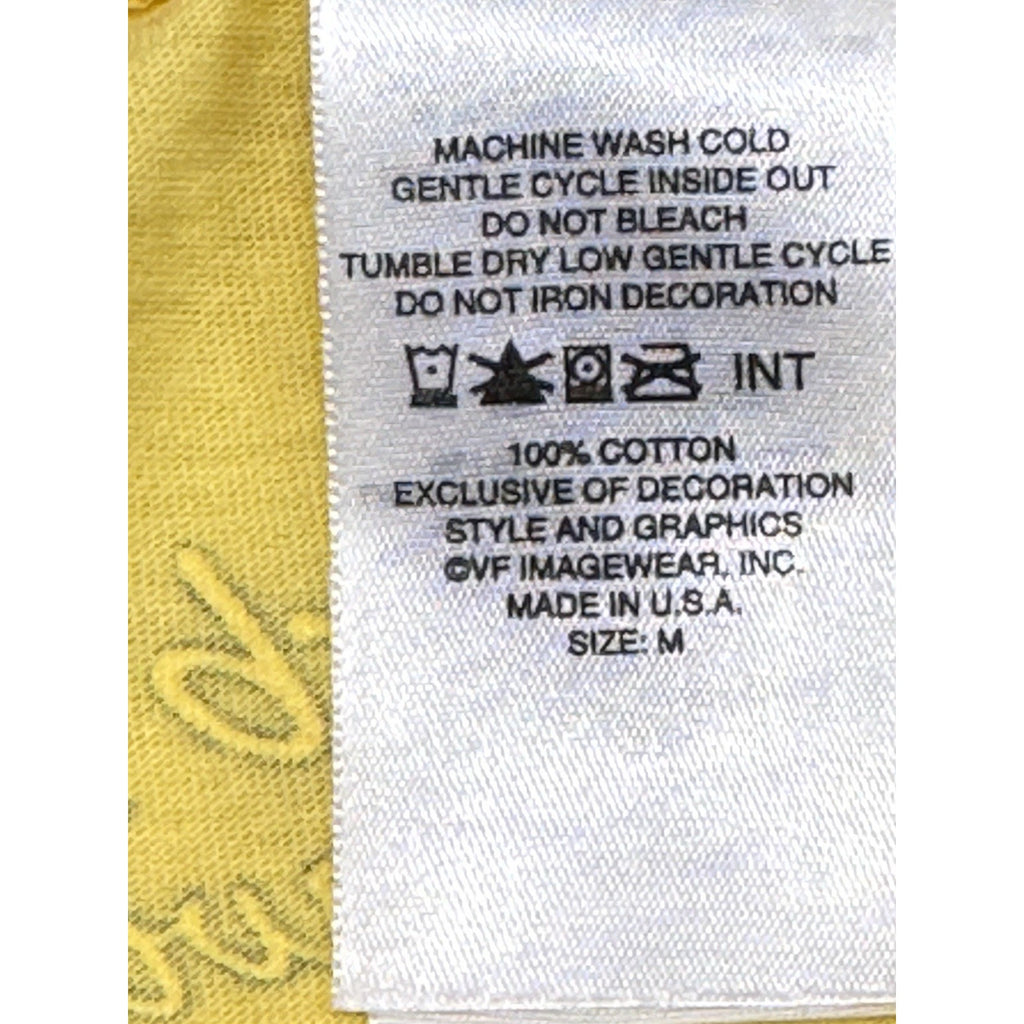 MACHINE WASH COLD
GENTLE CYCLE INSIDE OUT
DO NOT BLEACH
TUMBLE DRY LOW GENTLE CYCLE
DO NOT IRON DECORATION
INT
100% COTTON
EXCLUSIVE OF DECORATION
STYLE AND GRAPHICS
©VF IMAGEWEAR, INC.
MADE IN U.S.A.
SIZE: M